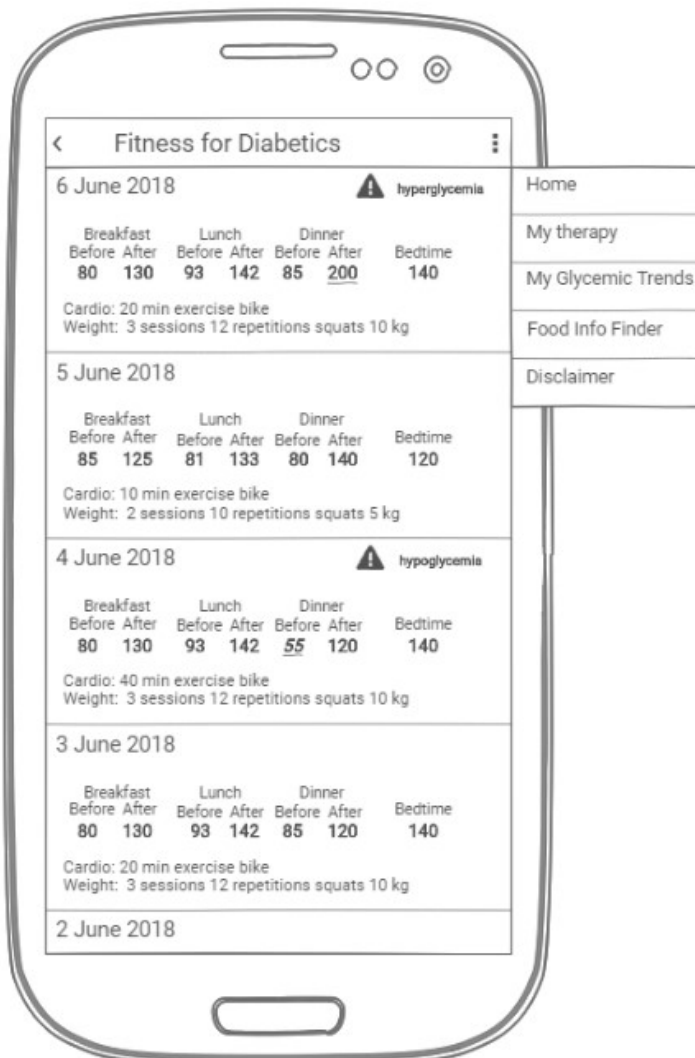 Fitness for Diabetics
6 June 2018 hyperglycemia
Breakfast Lunch Dinner
Before After Before After Before After Bedtime
80 130 93 142 85 200 140
Cardio: 20 min exercise bike
Weight: 3 sessions 12 repetitions squats 10 kg
5 June 2018
Breakfast Lunch Dinner
Before After Before After Before After Bedtime
85 125 81 133 80 140 120
Cardio: 10 min exercise bike
Weight: 2 sessions 10 repetitions squats 5 kg
4 June 2018 hypoglycemia
Breakfast Lunch Dinner
Before After Before After Before After Bedtime
80 130 93 142 55 120 140
Cardio: 40 min exercise bike
Weight: 3 sessions 12 repetitions squats 10 kg
3 June 2018
Breakfast Lunch Dinner
Before After Before After Before After Bedtime
80 130 93 142 85 120 140
Cardio: 20 min exercise bike
Weight: 3 sessions 12 repetitions squats 10 kg
2 June 2018
Home
My therapy
My Glycemic Trends
Food Info Finder
Disclaimer